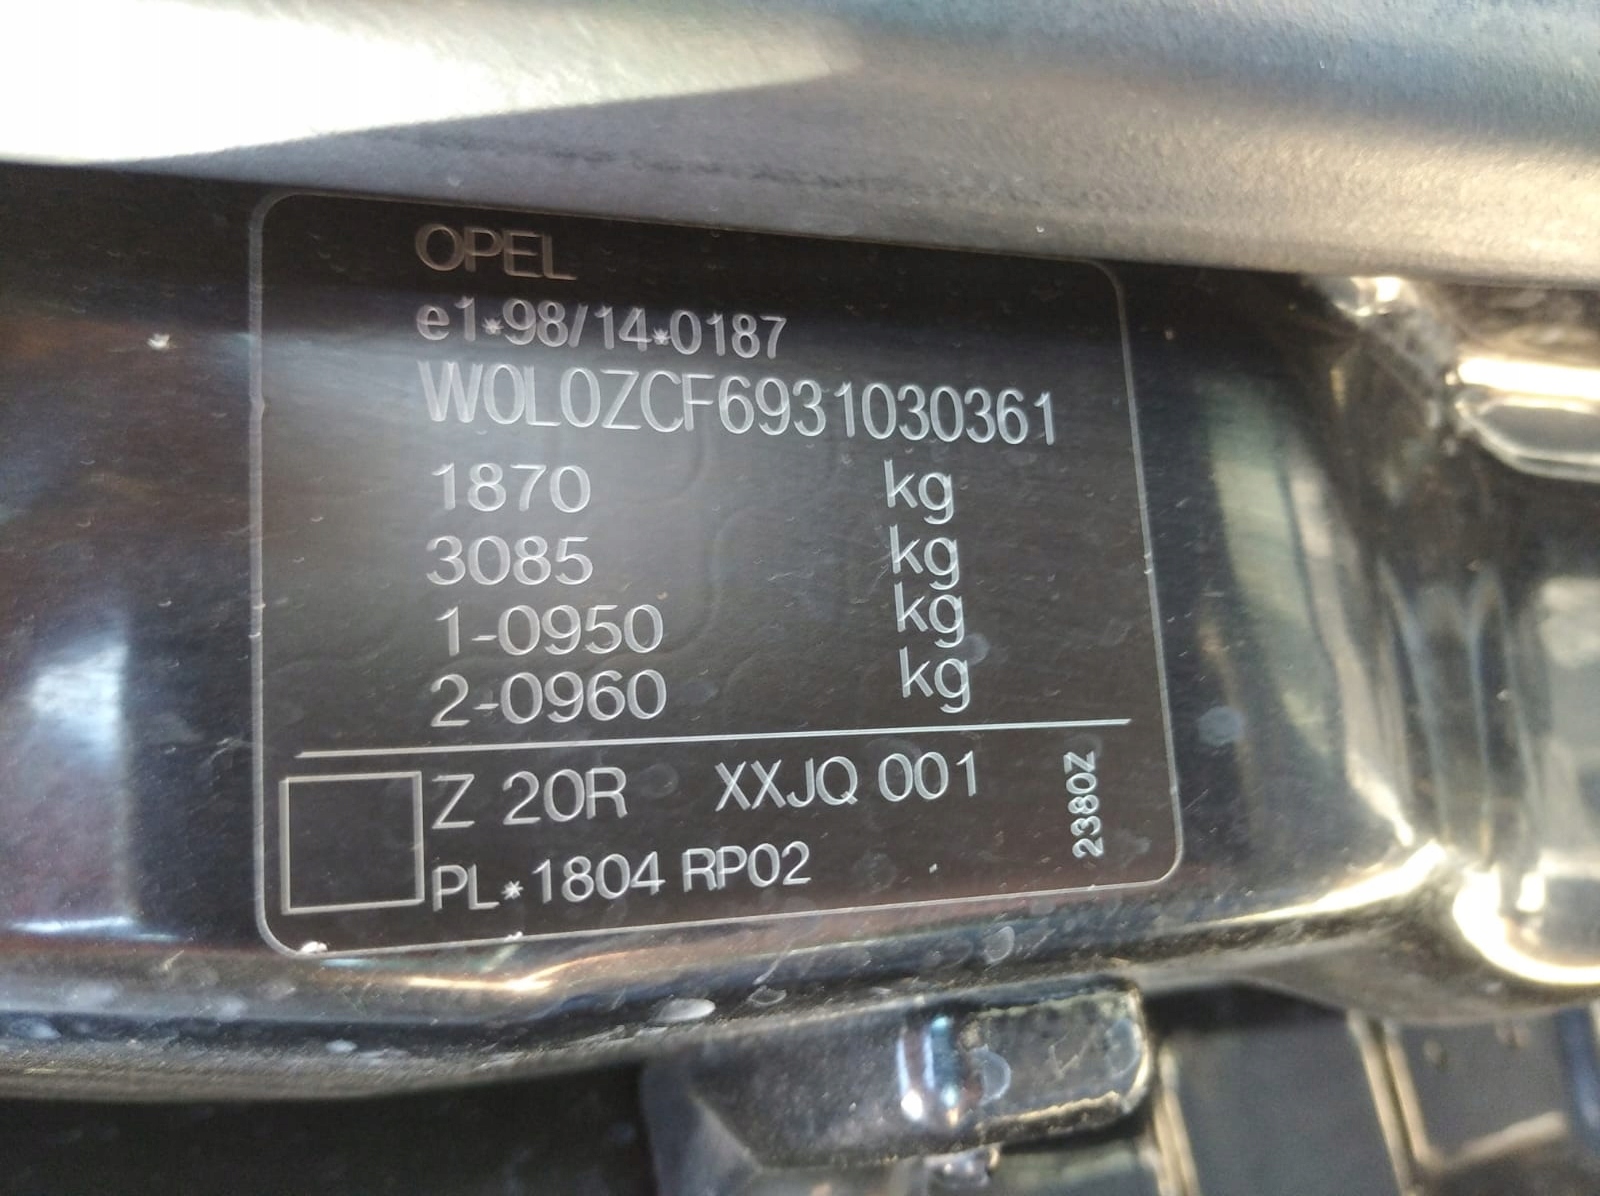 OPEL
e1*98/14*0187
W0L0ZCF6931030361
1870 kg
3085 kg
1-0950 kg
2-0960 kg
Z 20R XXJQ 001
PL*1804 RP02
2380Z